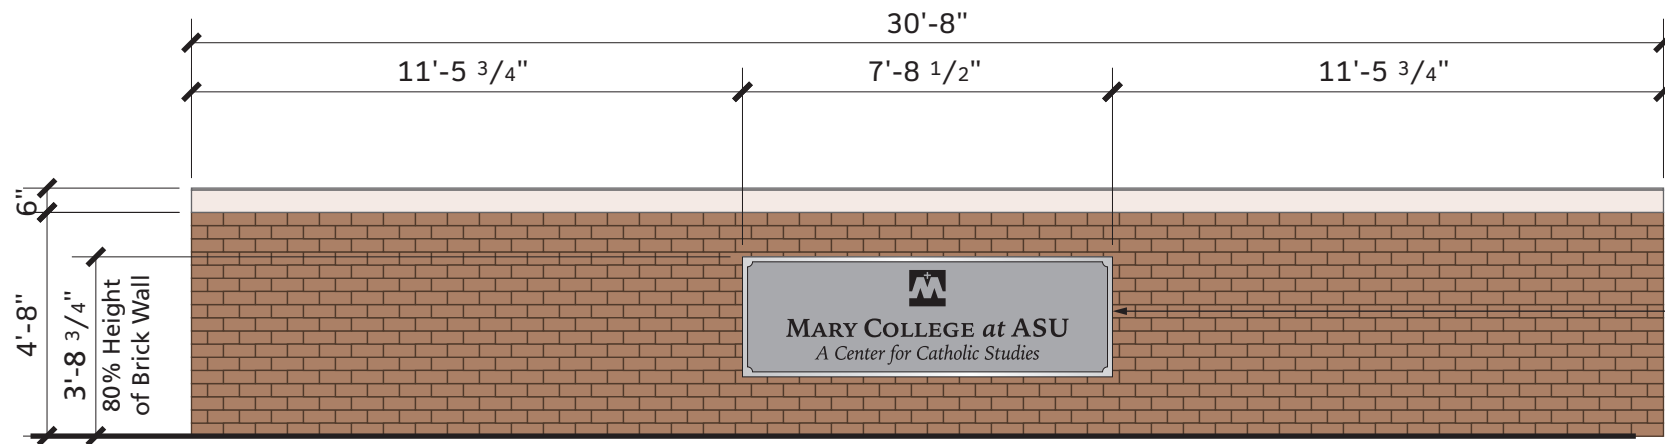 30'-8"
11'-5 3/4"
7'-8 1/2"
11'-5 3/4"
6"
4'-8"
3'-8 3/4"
80% Height
of Brick Wall
M
MARY COLLEGE at ASU
A Center for Catholic Studies